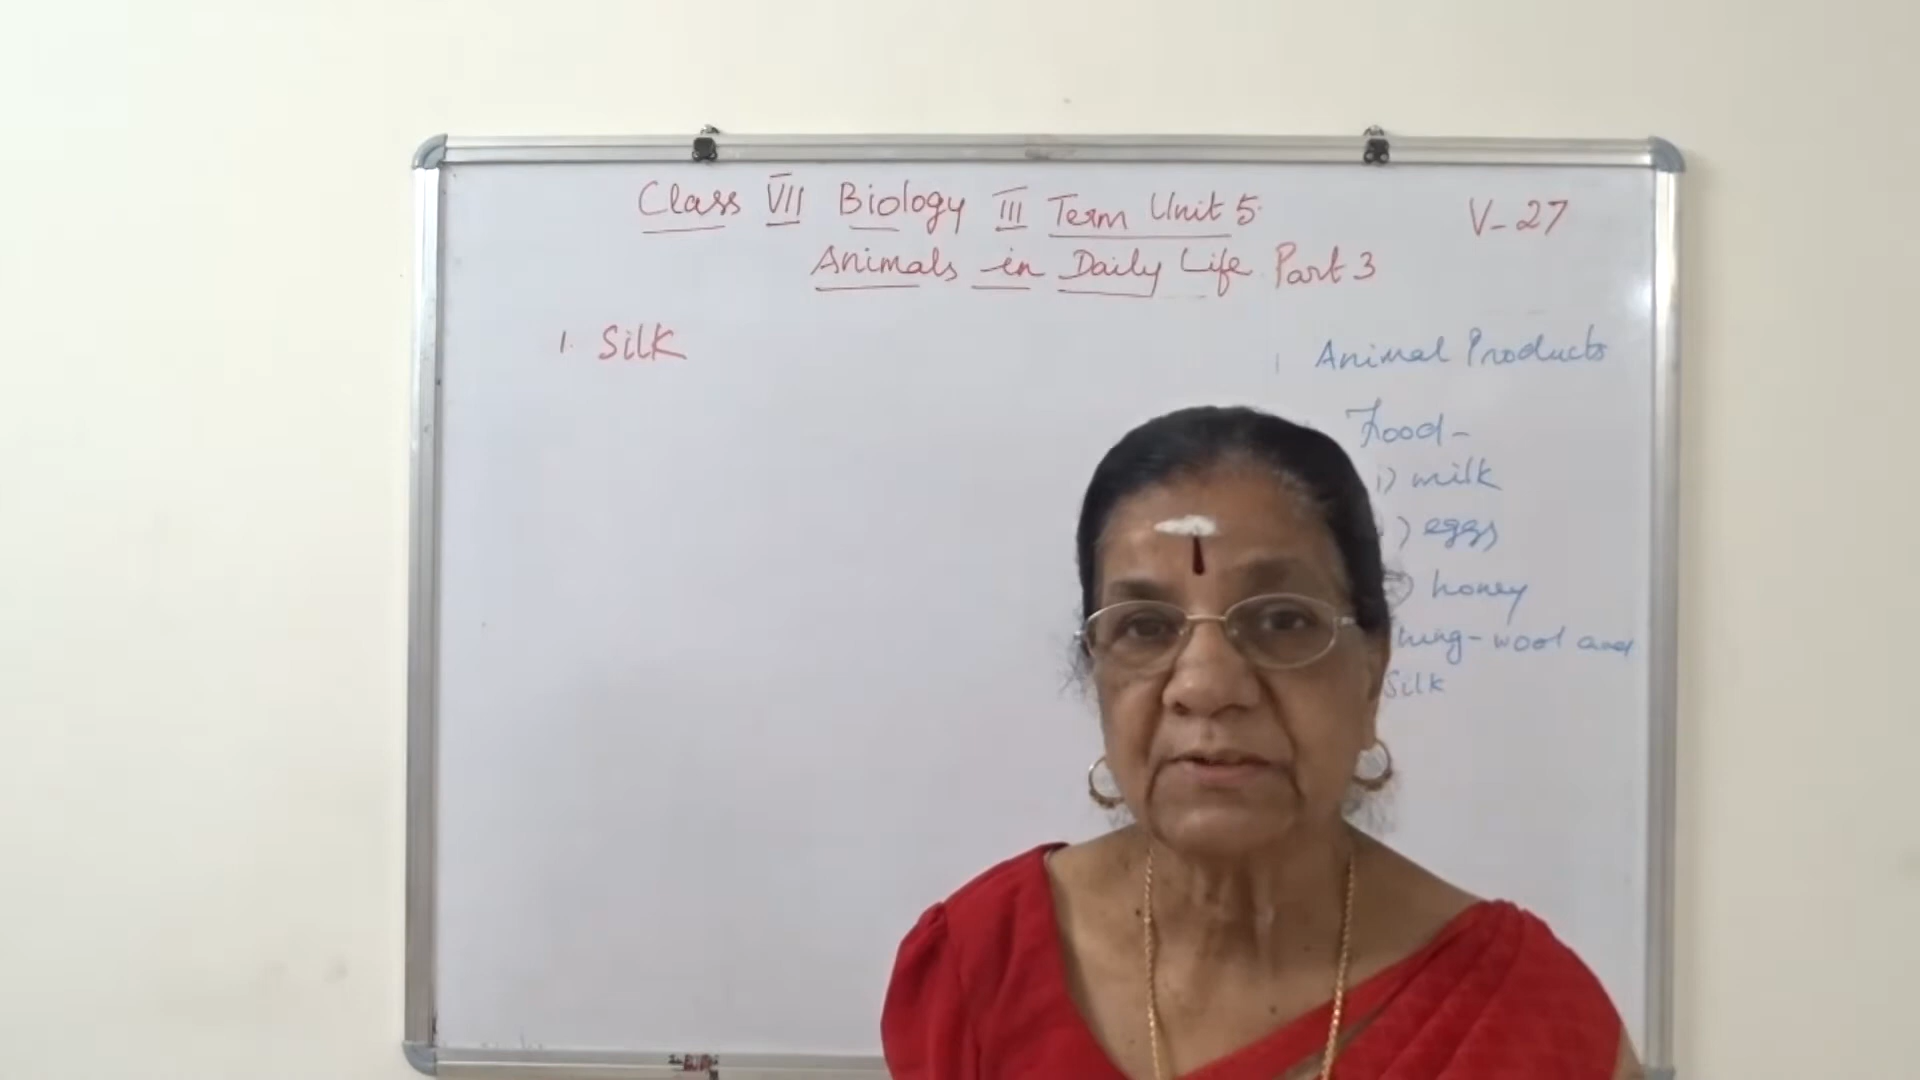 Class VII Biology III Term Unit 5.
V-27
Animals in Daily Life Part 3
1. Silk
Animal Products
Food-
i) milk
) eggs
honey
hing-wool and
Silk